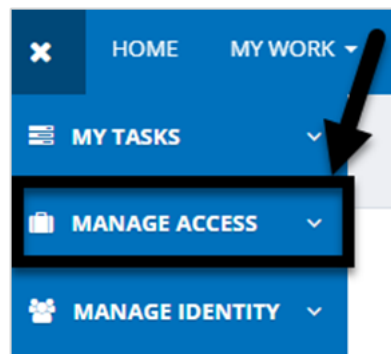 HOME MY WORK
MY TASKS
MANAGE ACCESS
MANAGE IDENTITY